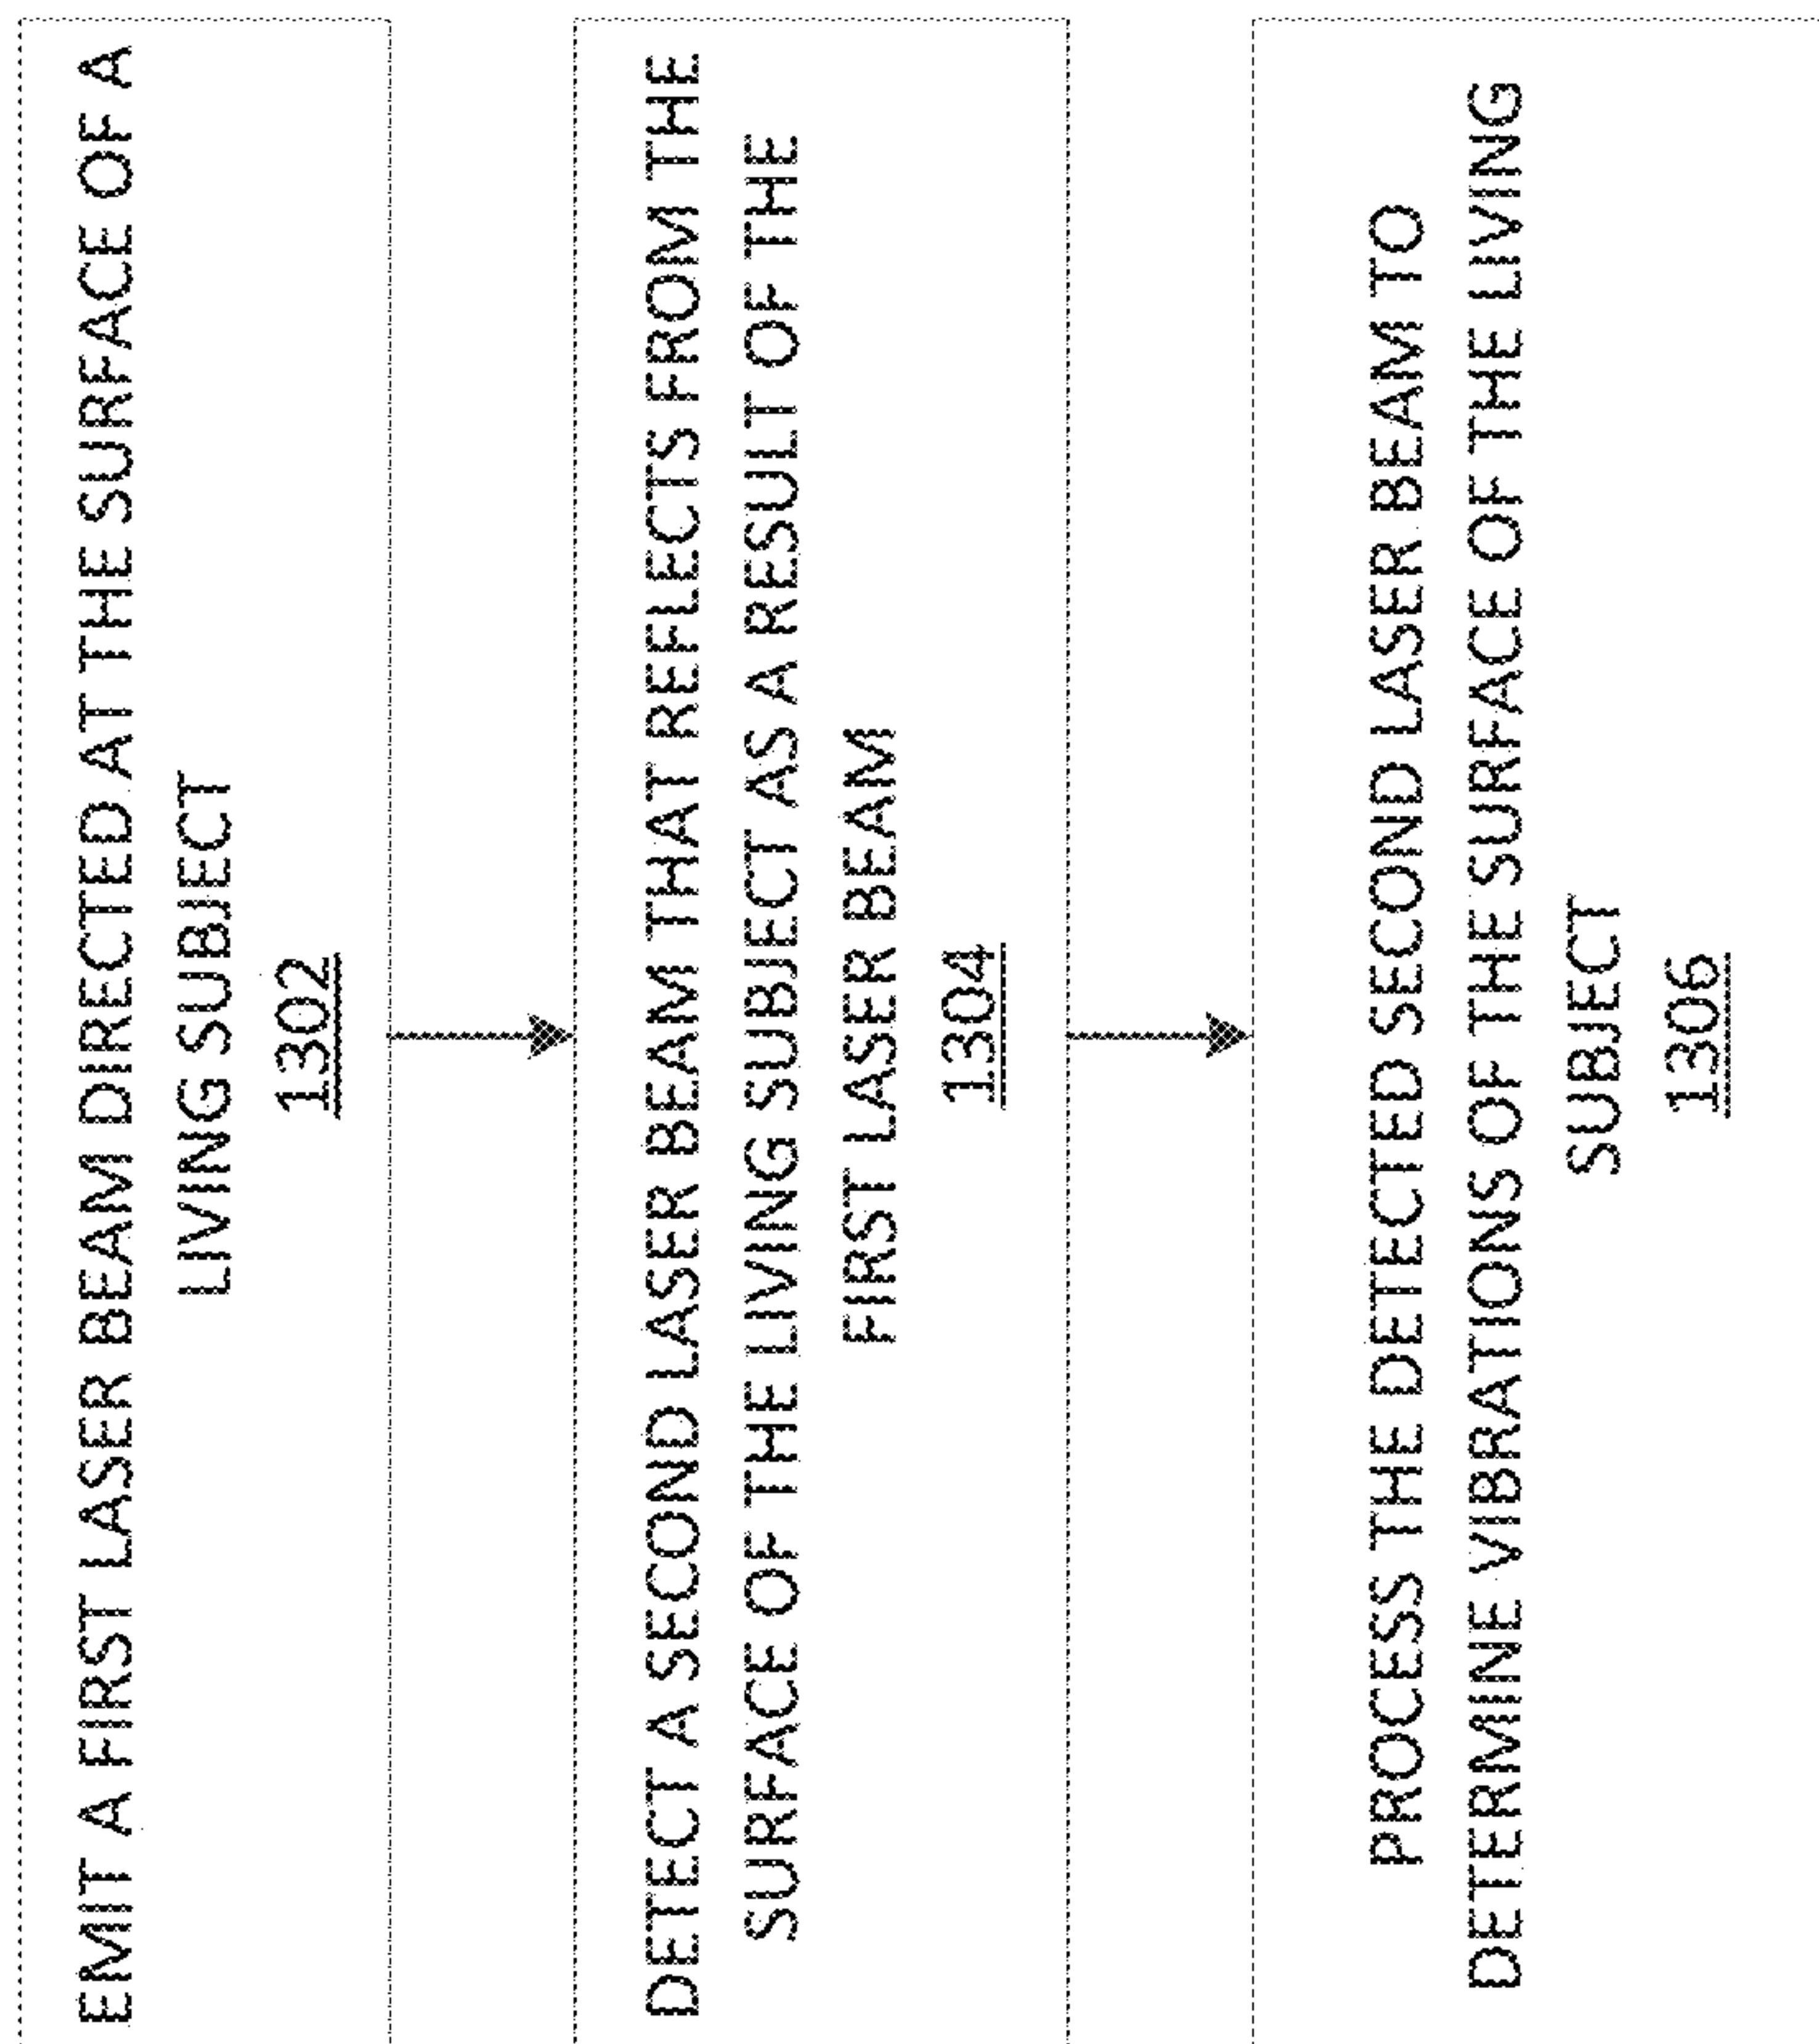 EMIT A FIRST LASER BEAM DIRECTED AT THE SURFACE OF A
LIVING SUBJECT
1302
DETECT A SECOND LASER BEAM THAT REFLECTS FROM THE
SURFACE OF THE LIVING SUBJECT AS A RESULT OF THE
FIRST LASER BEAM
1304
PROCESS THE DETECTED SECOND LASER BEAM TO
DETERMINE VIBRATIONS OF THE SURFACE OF THE LIVING
SUBJECT
1306